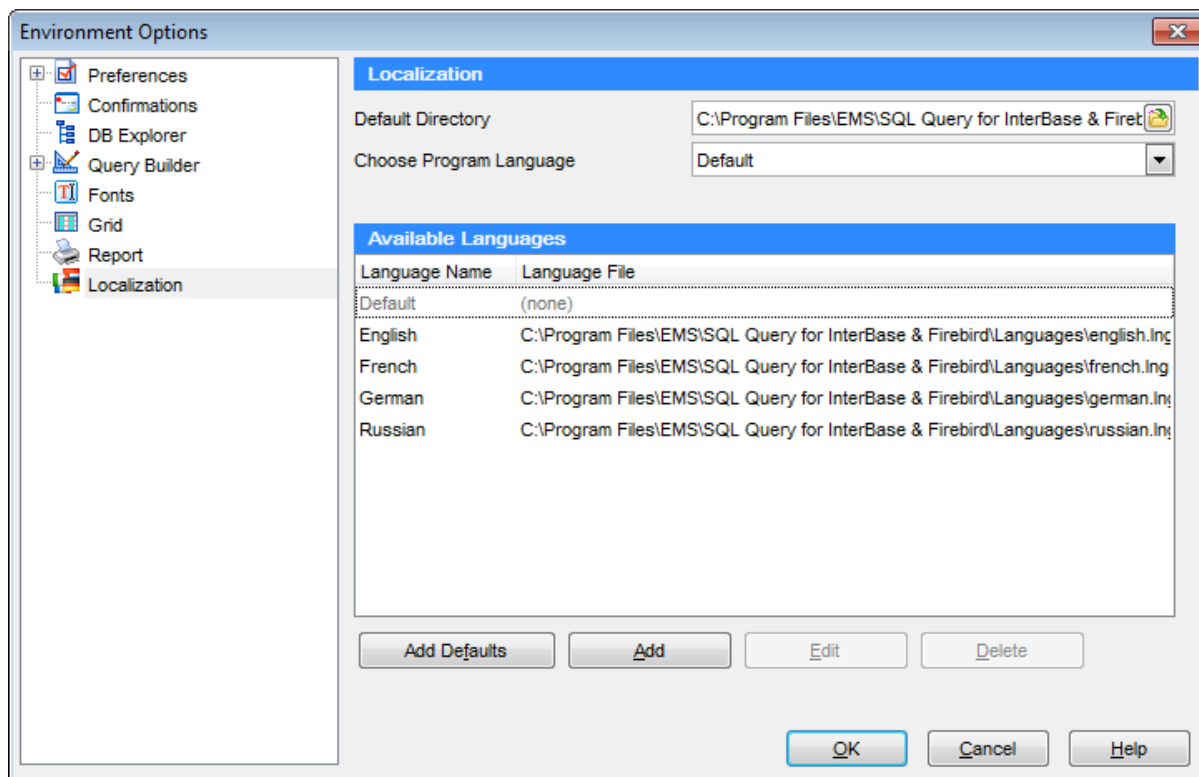 Environment Options
Preferences
Confirmations
DB Explorer
Query Builder
Fonts
Grid
Report
Localization
Localization
Default Directory C:\Program Files\EMS\SQL Query for InterBase & Fireb
Choose Program Language Default
Available Languages
Language Name Language File
Default (none)
English C:\Program Files\EMS\SQL Query for InterBase & Firebird\Languages\english.lng
French C:\Program Files\EMS\SQL Query for InterBase & Firebird\Languages\french.lng
German C:\Program Files\EMS\SQL Query for InterBase & Firebird\Languages\german.lng
Russian C:\Program Files\EMS\SQL Query for InterBase & Firebird\Languages\russian.lng
Add Defaults Add Edit Delete
OK Cancel Help